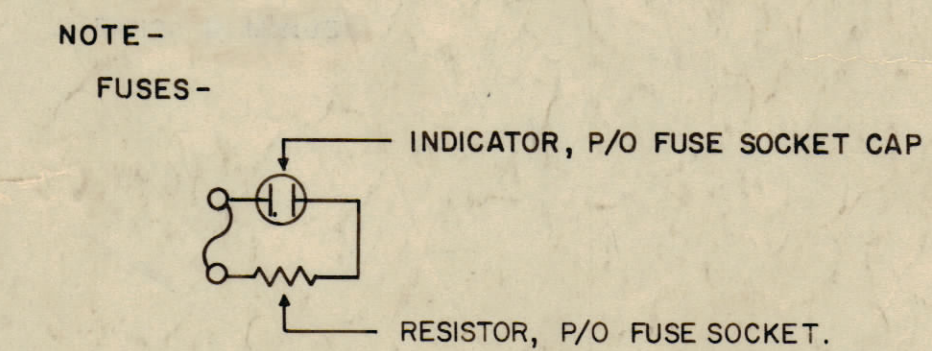 NOTE-
FUSES-
INDICATOR, P/O FUSE SOCKET CAP
RESISTOR, P/O FUSE SOCKET.